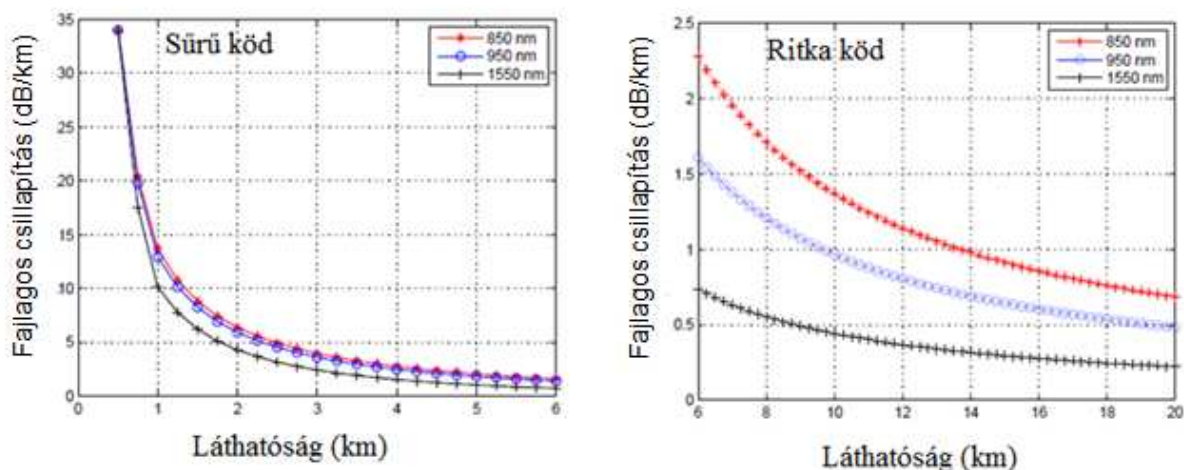 Sűrű köd
850 nm
950 nm
1550 nm
Fajlagos csillapítás (dB/km)
35
30
25
20
15
10
5
0
0
1
2
3
4
5
6
Láthatóság (km)
Ritka köd
850 nm
950 nm
1550 nm
Fajlagos csillapítás (dB/km)
2.5
2
1.5
1
0.5
0
6
8
10
12
14
16
18
20
Láthatóság (km)